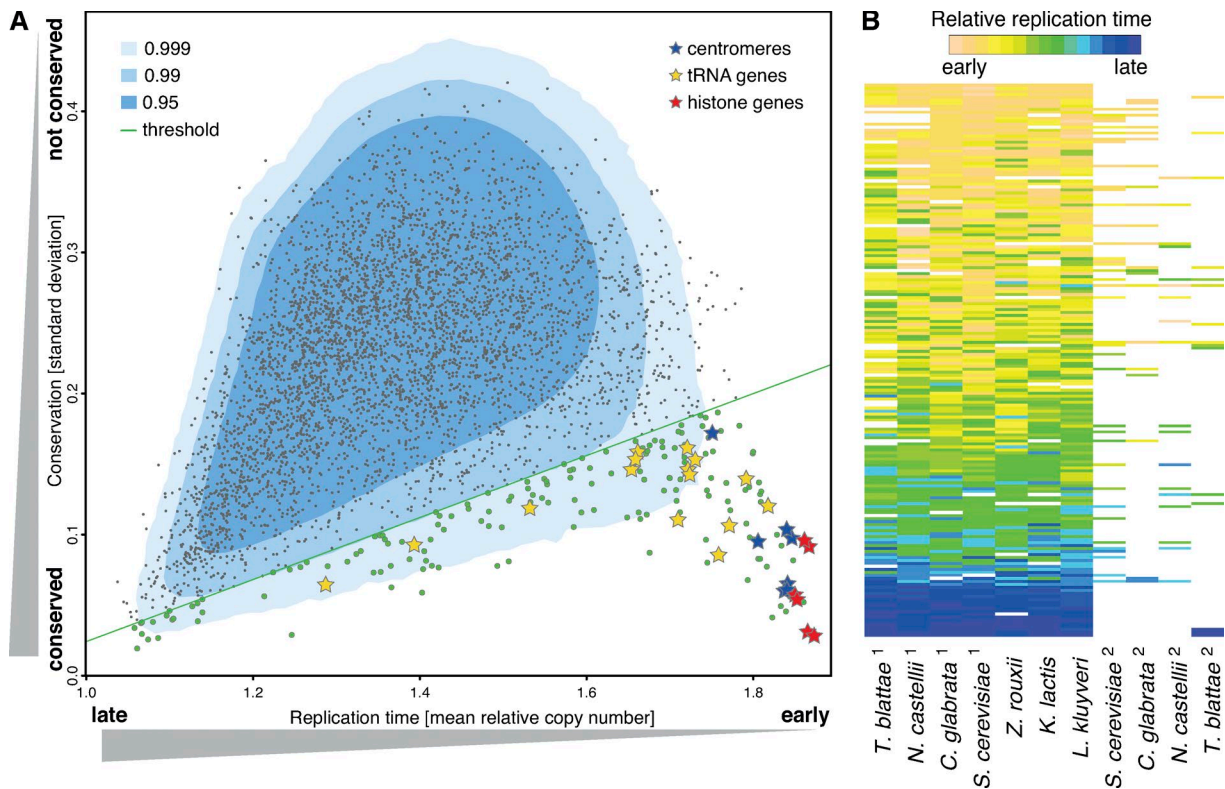 A
0.999
0.99
0.95
threshold
centromeres
tRNA genes
histone genes
not conserved
Conservation [standard deviation]
conserved
0.4
0.3
0.2
0.1
0.0
1.0
1.2
1.4
1.6
1.8
late
Replication time [mean relative copy number]
early
B
Relative replication time
early
late
T. blattae 1
N. castellii 1
C. glabrata 1
S. cerevisiae 1
Z. rouxii
K. lactis
L. kluyveri
S. cerevisiae 2
C. glabrata 2
N. castellii 2
T. blattae 2